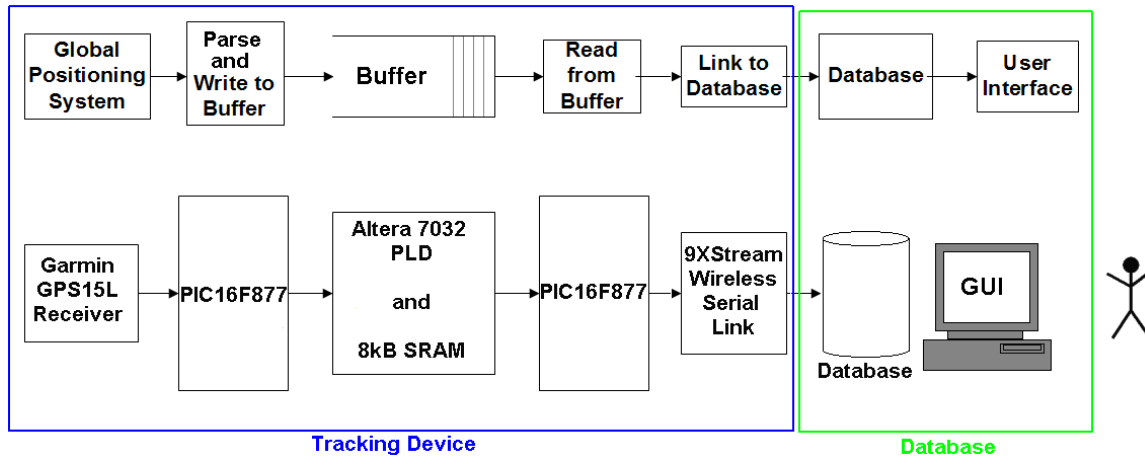 Global
Positioning
System
Parse
and
Write to
Buffer
Buffer
Read
from
Buffer
Link to
Database
Database
User
Interface
Garmin
GPS15L
Receiver
PIC16F877
Altera 7032
PLD
and
8kB SRAM
PIC16F877
9XStream
Wireless
Serial
Link
Database
GUI
Tracking Device
Database